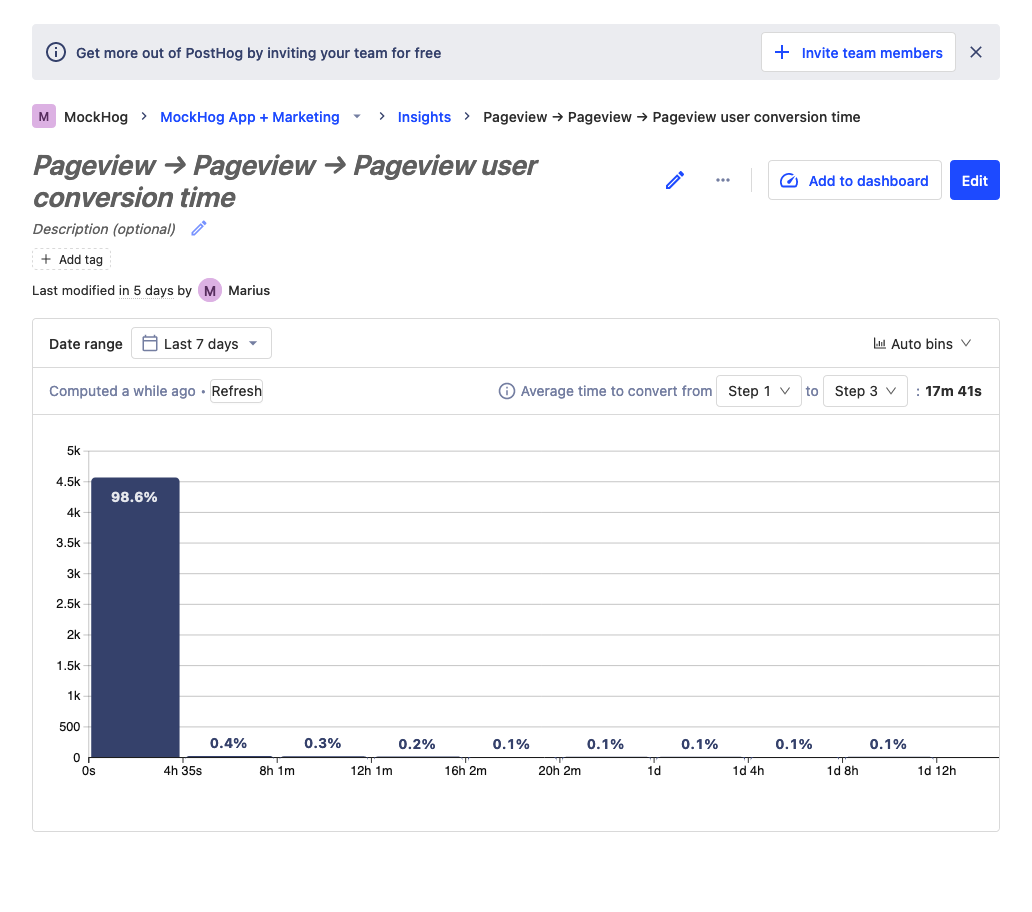 Get more out of PostHog by inviting your team for free
Invite team members
M MockHog > MockHog App + Marketing > Insights > Pageview → Pageview → Pageview user conversion time
Pageview → Pageview → Pageview user
conversion time
Add to dashboard
Edit
Description (optional)
+ Add tag
Last modified in 5 days by M Marius
Date range Last 7 days
Auto bins
Computed a while ago • Refresh
Average time to convert from Step 1 to Step 3 : 17m 41s
5k
4.5k
98.6%
4k
3.5k
3k
2.5k
2k
1.5k
1k
500
0.4% 0.3% 0.2% 0.1% 0.1% 0.1% 0.1% 0.1%
0
0s 4h 35s 8h 1m 12h 1m 16h 2m 20h 2m 1d 1d 4h 1d 8h 1d 12h